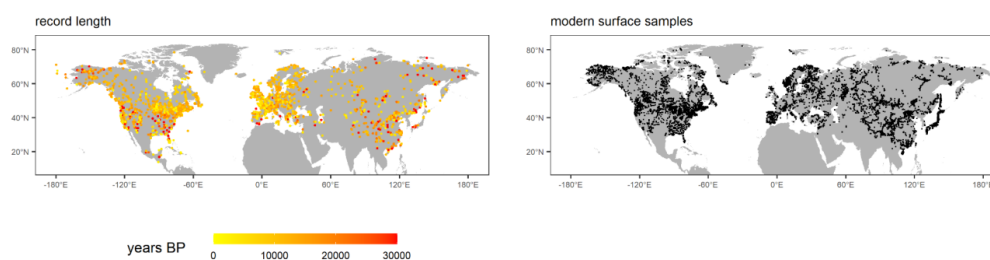 record length
80°N
60°N
40°N
20°N
-180°E -120°E -60°E 0°E 60°E 120°E 180°E
years BP
0 10000 20000 30000
modern surface samples
80°N
60°N
40°N
20°N
-180°E -120°E -60°E 0°E 60°E 120°E 180°E